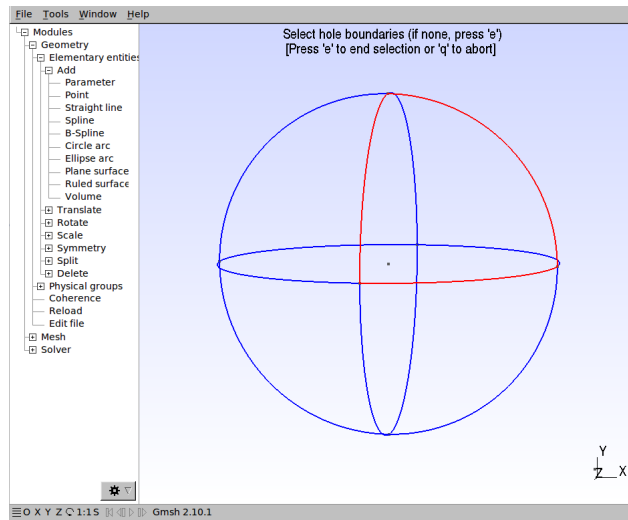 File Tools Window Help
Select hole boundaries (if none, press 'e')
[Press 'e' to end selection or 'q' to abort]
Modules
Geometry
Elementary entities
Add
Parameter
Point
Straight line
Spline
B-Spline
Circle arc
Ellipse arc
Plane surface
Ruled surface
Volume
Translate
Rotate
Scale
Symmetry
Split
Delete
Physical groups
Coherence
Reload
Edit file
Mesh
Solver
Y
Z X
O X Y Z 1:1 S Gmsh 2.10.1